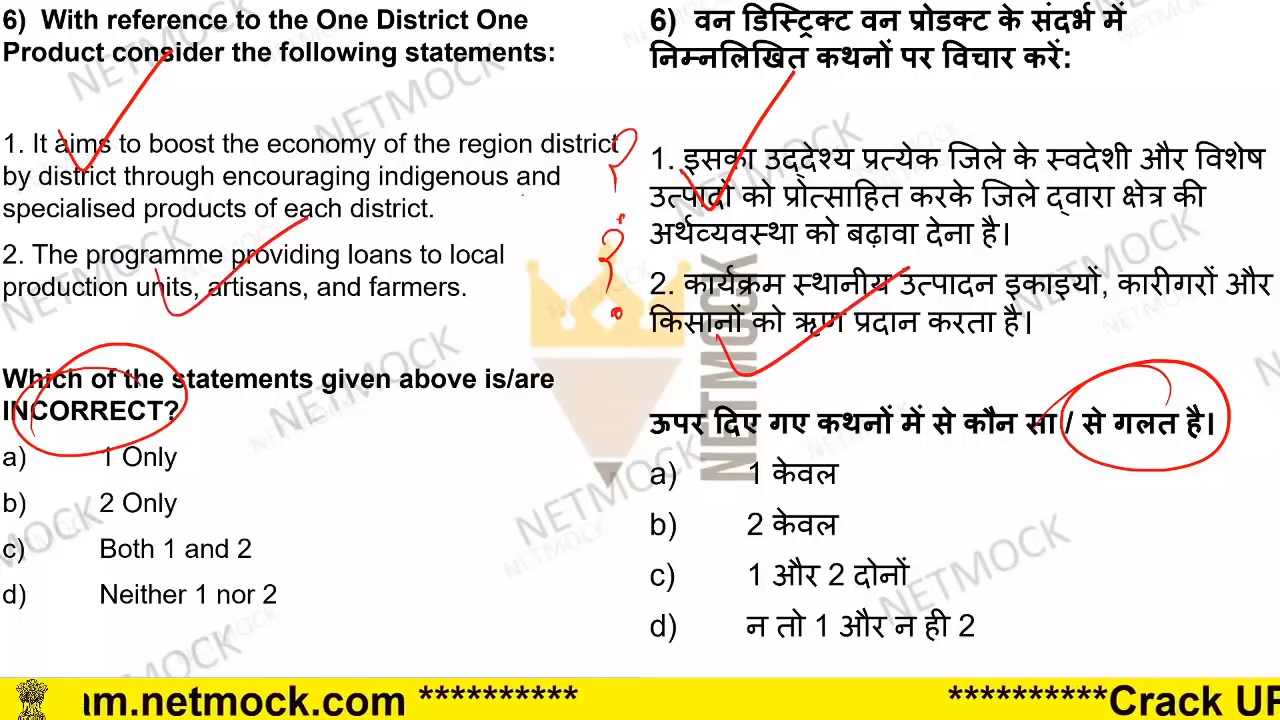 6) With reference to the One District One
Product consider the following statements:
1. It aims to boost the economy of the region district
by district through encouraging indigenous and
specialised products of each district.
2. The programme providing loans to local
production units, artisans, and farmers.
Which of the statements given above is/are
INCORRECT?
a) 1 Only
b) 2 Only
c) Both 1 and 2
d) Neither 1 nor 2
6) वन डिस्ट्रिक्ट वन प्रोडक्ट के संदर्भ में
निम्नलिखित कथनों पर विचार करें:
1. इसका उद्देश्य प्रत्येक जिले के स्वदेशी और विशेष
उत्पादों को प्रोत्साहित करके जिले द्वारा क्षेत्र की
अर्थव्यवस्था को बढ़ावा देना है।
2. कार्यक्रम स्थानीय उत्पादन इकाइयों, कारीगरों और
किसानों को ऋण प्रदान करता है।
ऊपर दिए गए कथनों में से कौन सा / से गलत है।
a) 1 केवल
b) 2 केवल
c) 1 और 2 दोनों
d) न तो 1 और न ही 2
NETMOCK
am.netmock.com ********** **********Crack UP